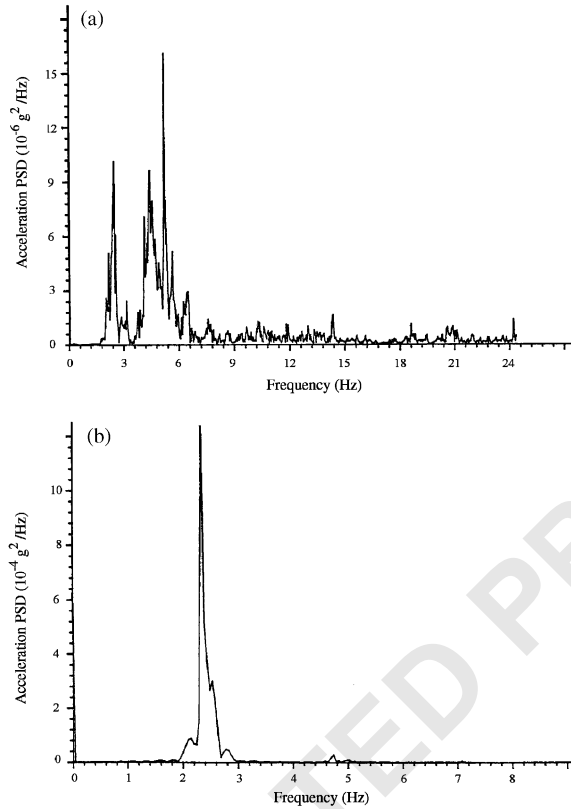 (a)
Acceleration PSD (10⁻⁶ g² /Hz)
15
12
9
6
3
0
0 3 6 9 12 15 18 21 24
Frequency (Hz)
(b)
Acceleration PSD (10⁻⁴ g² /Hz)
10
8
6
4
2
0
0 1 2 3 4 5 6 7 8
Frequency (Hz)
TED PR